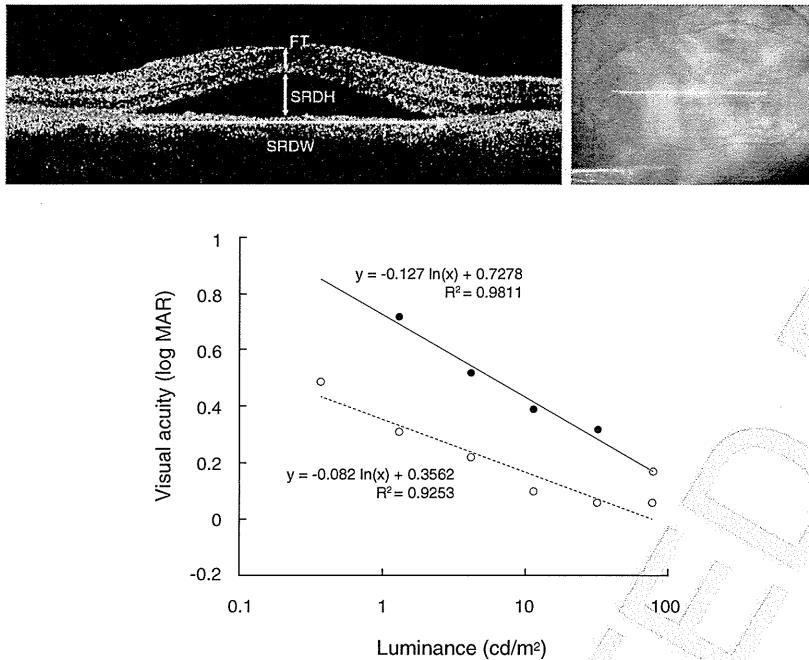 FT
SRDH
SRDW
1
0.8
0.6
0.4
0.2
0
-0.2
0.1
1
10
100
Visual acuity (log MAR)
Luminance (cd/m²)
y = -0.127 ln(x) + 0.7278
R² = 0.9811
y = -0.082 ln(x) + 0.3562
R² = 0.9253